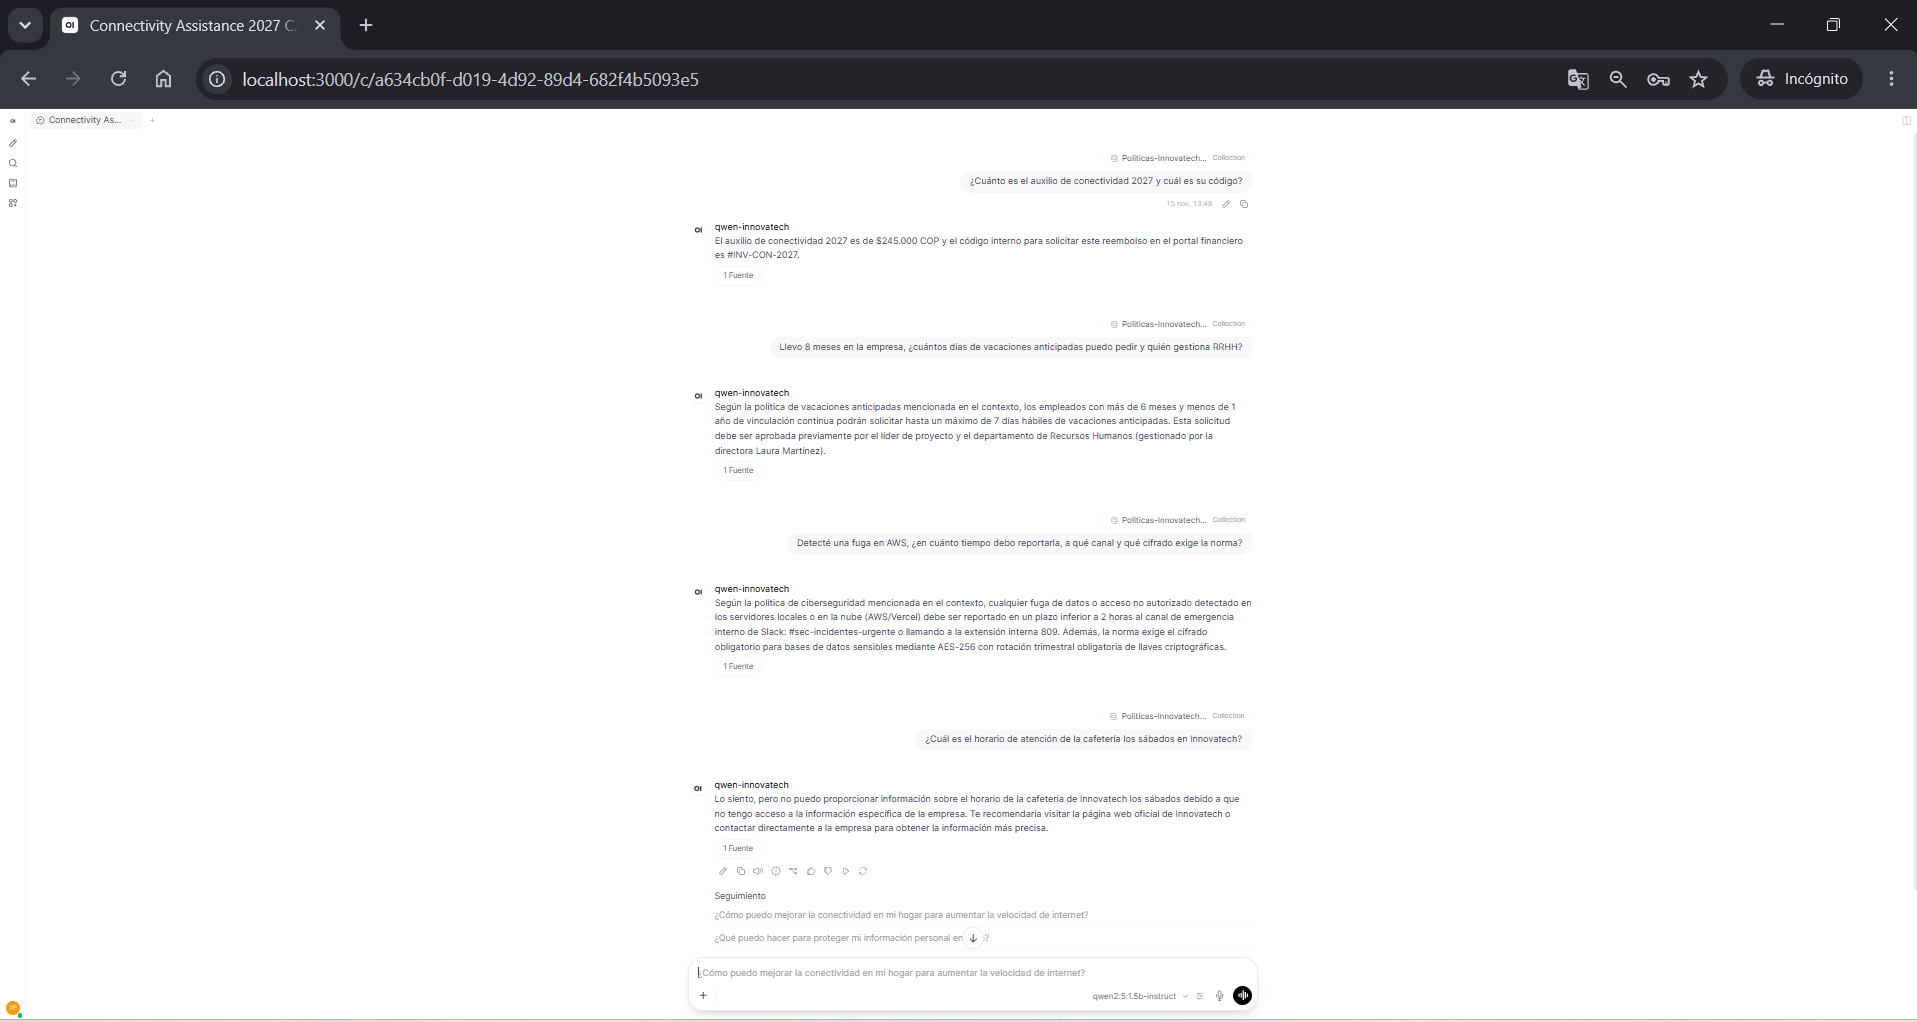 OI Connectivity Assistance 2027 C
localhost:3000/c/a634cb0f-d019-4d92-89d4-682f4b5093e5
Incógnito
OI
Connectivity As...
Politicas-Innovatech... Collection
¿Cuánto es el auxilio de conectividad 2027 y cuál es su código?
15 nov, 13:48
OI qwen-innovatech
El auxilio de conectividad 2027 es de $245.000 COP y el código interno para solicitar este reembolso en el portal financiero
es #INV-CON-2027.
1 Fuente
Politicas-Innovatech... Collection
Llevo 8 meses en la empresa, ¿cuántos días de vacaciones anticipadas puedo pedir y quién gestiona RRHH?
OI qwen-innovatech
Según la política de vacaciones anticipadas mencionada en el contexto, los empleados con más de 6 meses y menos de 1
año de vinculación continua podrán solicitar hasta un máximo de 7 días hábiles de vacaciones anticipadas. Esta solicitud
debe ser aprobada previamente por el líder de proyecto y el departamento de Recursos Humanos (gestionado por la
directora Laura Martínez).
1 Fuente
Politicas-Innovatech... Collection
Detecté una fuga en AWS, ¿en cuánto tiempo debo reportarla, a qué canal y qué cifrado exige la norma?
OI qwen-innovatech
Según la política de ciberseguridad mencionada en el contexto, cualquier fuga de datos o acceso no autorizado detectado en
los servidores locales o en la nube (AWS/Vercel) debe ser reportado en un plazo inferior a 2 horas al canal de emergencia
interno de Slack: #sec-incidentes-urgente o llamando a la extensión interna 809. Además, la norma exige el cifrado
obligatorio para bases de datos sensibles mediante AES-256 con rotación trimestral obligatoria de llaves criptográficas.
1 Fuente
Politicas-Innovatech... Collection
¿Cuál es el horario de atención de la cafetería los sábados en Innovatech?
OI qwen-innovatech
Lo siento, pero no puedo proporcionar información sobre el horario de la cafetería de Innovatech los sábados debido a que
no tengo acceso a la información específica de la empresa. Te recomendaría visitar la página web oficial de Innovatech o
contactar directamente a la empresa para obtener la información más precisa.
1 Fuente
Seguimiento
¿Cómo puedo mejorar la conectividad en mi hogar para aumentar la velocidad de internet?
¿Qué puedo hacer para proteger mi información personal en ?
¿Cómo puedo mejorar la conectividad en mi hogar para aumentar la velocidad de internet?
qwen2.5:1.5b-instruct